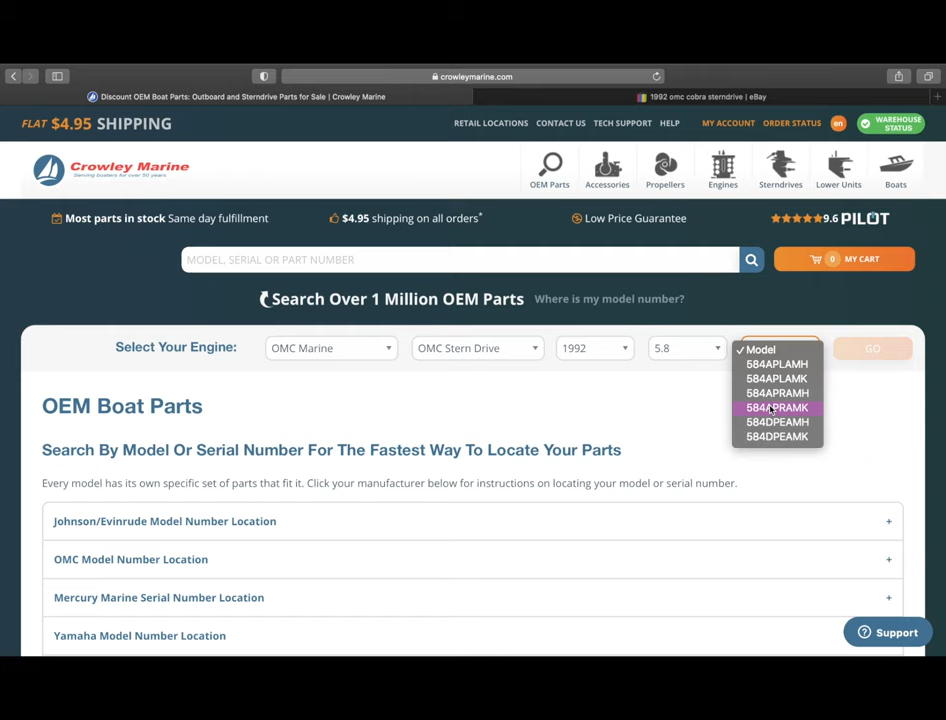 crowleymarine.com
Discount OEM Boat Parts: Outboard and Sterndrive Parts for Sale | Crowley Marine
1992 omc cobra sterndrive | eBay
FLAT $4.95 SHIPPING
RETAIL LOCATIONS CONTACT US TECH SUPPORT HELP MY ACCOUNT ORDER STATUS en WAREHOUSE STATUS
Crowley Marine
Serving boaters for over 50 years
OEM Parts Accessories Propellers Engines Sterndrives Lower Units Boats
Most parts in stock Same day fulfillment $4.95 shipping on all orders* Low Price Guarantee 9.6 PILOT
MODEL, SERIAL OR PART NUMBER 0 MY CART
Search Over 1 Million OEM Parts Where is my model number?
Select Your Engine: OMC Marine OMC Stern Drive 1992 5.8 GO
Model
584APLAMH
584APLAMK
584APRAMH
584APRAMK
584DPEAMH
584DPEAMK
OEM Boat Parts
Search By Model Or Serial Number For The Fastest Way To Locate Your Parts
Every model has its own specific set of parts that fit it. Click your manufacturer below for instructions on locating your model or serial number.
Johnson/Evinrude Model Number Location +
OMC Model Number Location +
Mercury Marine Serial Number Location +
Yamaha Model Number Location
Support